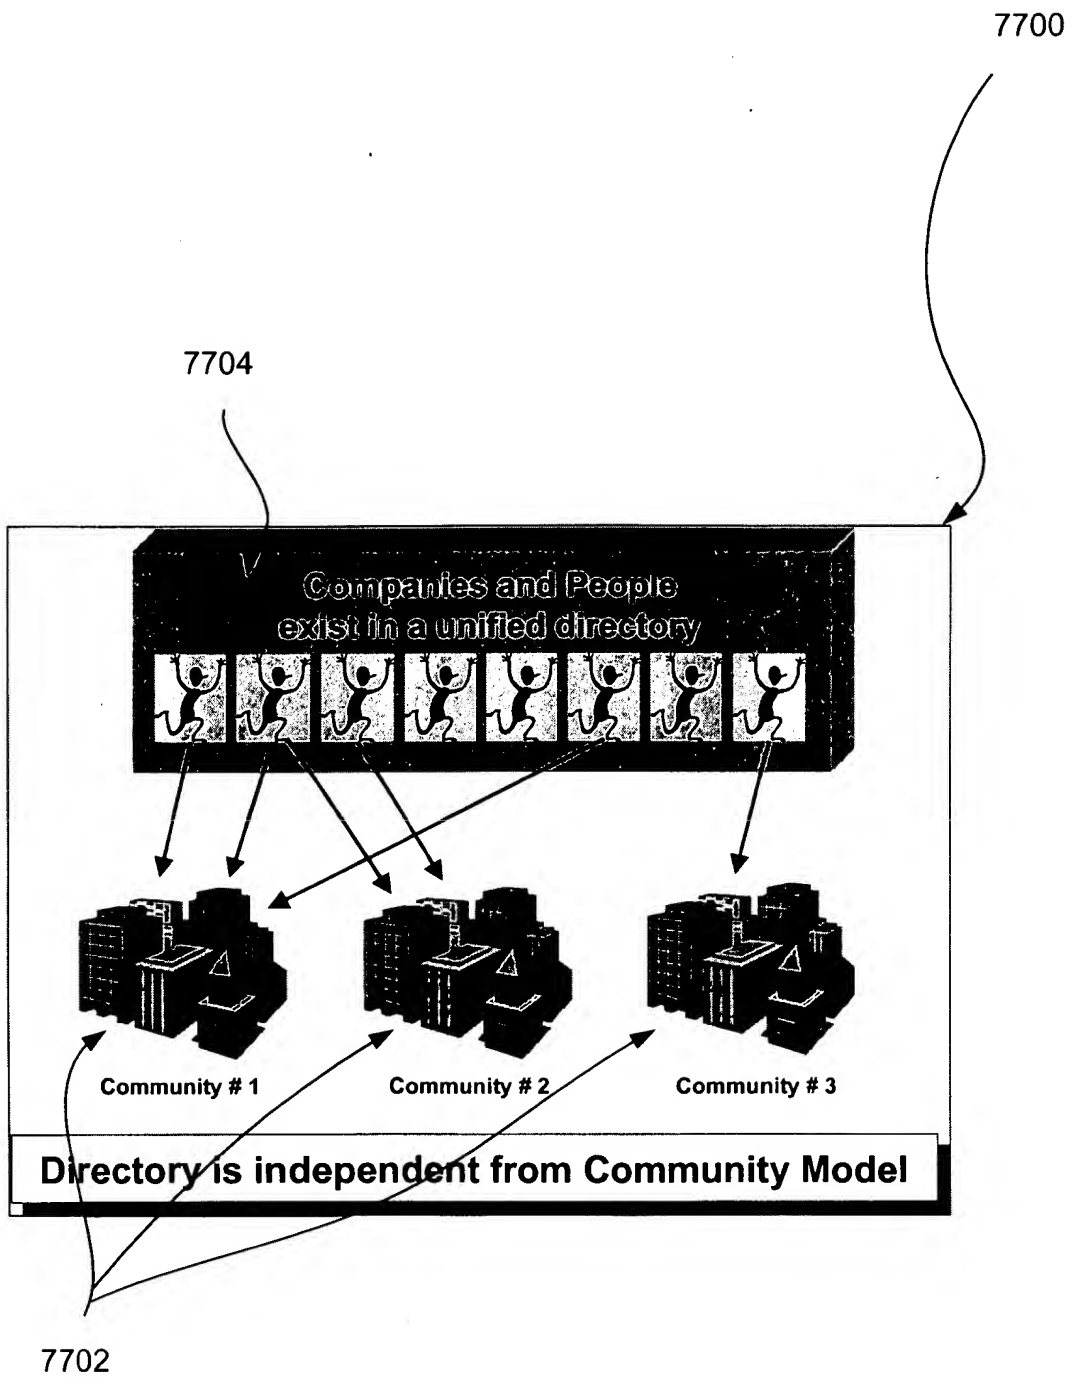 7700
7704
Companies and People
exist in a unified directory
Community # 1
Community # 2
Community # 3
Directory is independent from Community Model
7702